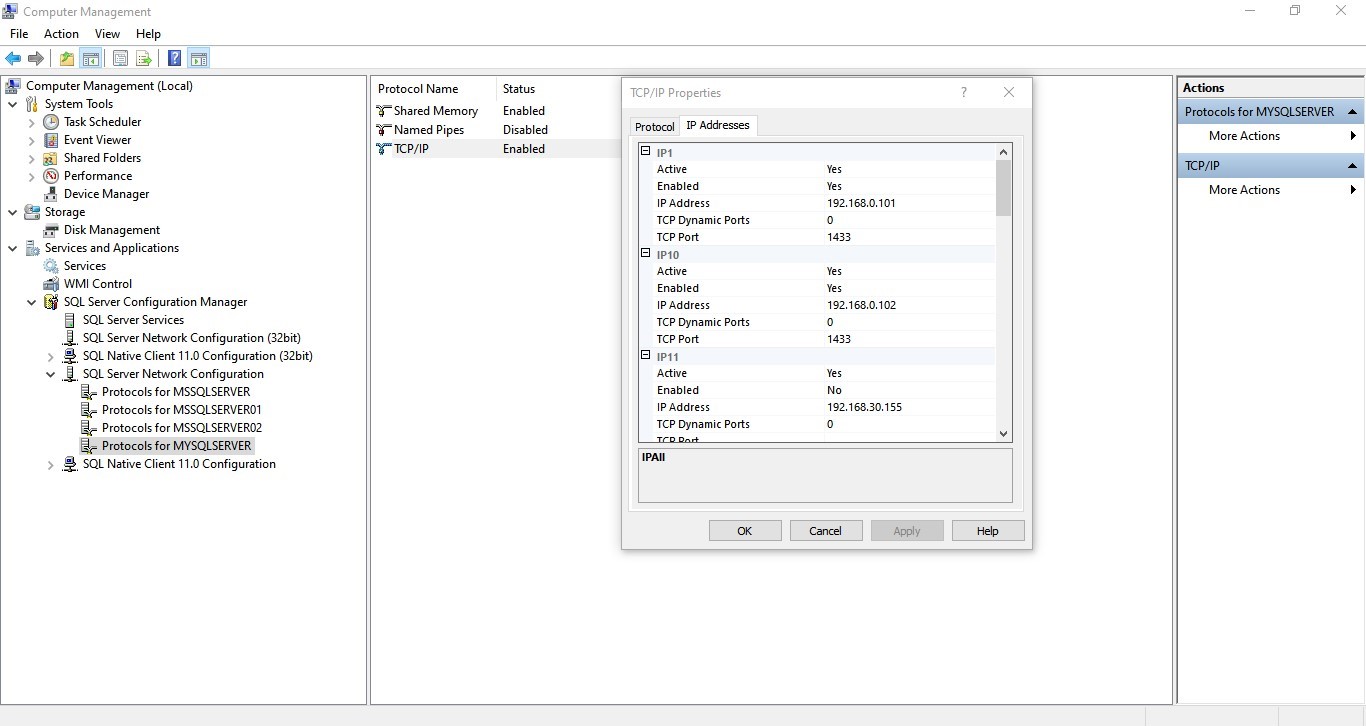 Computer Management
File Action View Help
Computer Management (Local)
System Tools
Task Scheduler
Event Viewer
Shared Folders
Performance
Device Manager
Storage
Disk Management
Services and Applications
Services
WMI Control
SQL Server Configuration Manager
SQL Server Services
SQL Server Network Configuration (32bit)
SQL Native Client 11.0 Configuration (32bit)
SQL Server Network Configuration
Protocols for MSSQLSERVER
Protocols for MSSQLSERVER01
Protocols for MSSQLSERVER02
Protocols for MYSQLSERVER
SQL Native Client 11.0 Configuration
Protocol Name Status
Shared Memory Enabled
Named Pipes Disabled
TCP/IP Enabled
TCP/IP Properties ?
Protocol IP Addresses
IP1
Active Yes
Enabled Yes
IP Address 192.168.0.101
TCP Dynamic Ports 0
TCP Port 1433
IP10
Active Yes
Enabled Yes
IP Address 192.168.0.102
TCP Dynamic Ports 0
TCP Port 1433
IP11
Active Yes
Enabled No
IP Address 192.168.30.155
TCP Dynamic Ports 0
TCP Port
IPAll
OK Cancel Apply Help
Actions
Protocols for MYSQLSERVER
More Actions
TCP/IP
More Actions